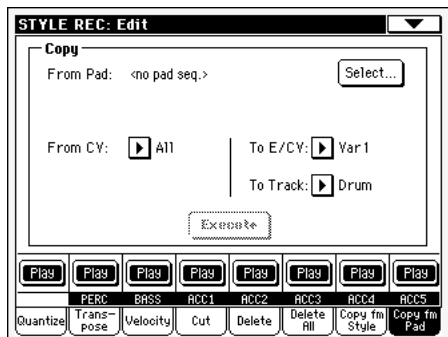 STYLE REC: Edit
Copy
From Pad: <no pad seq.> Select...
From CV: All To E/CV: Var1
To Track: Drum
Execute
Play Play Play Play Play Play Play Play
PERC BASS ACC1 ACC2 ACC3 ACC4 ACC5
Quantize Trans-pose Velocity Cut Delete Delete All Copy fm Style Copy fm Pad